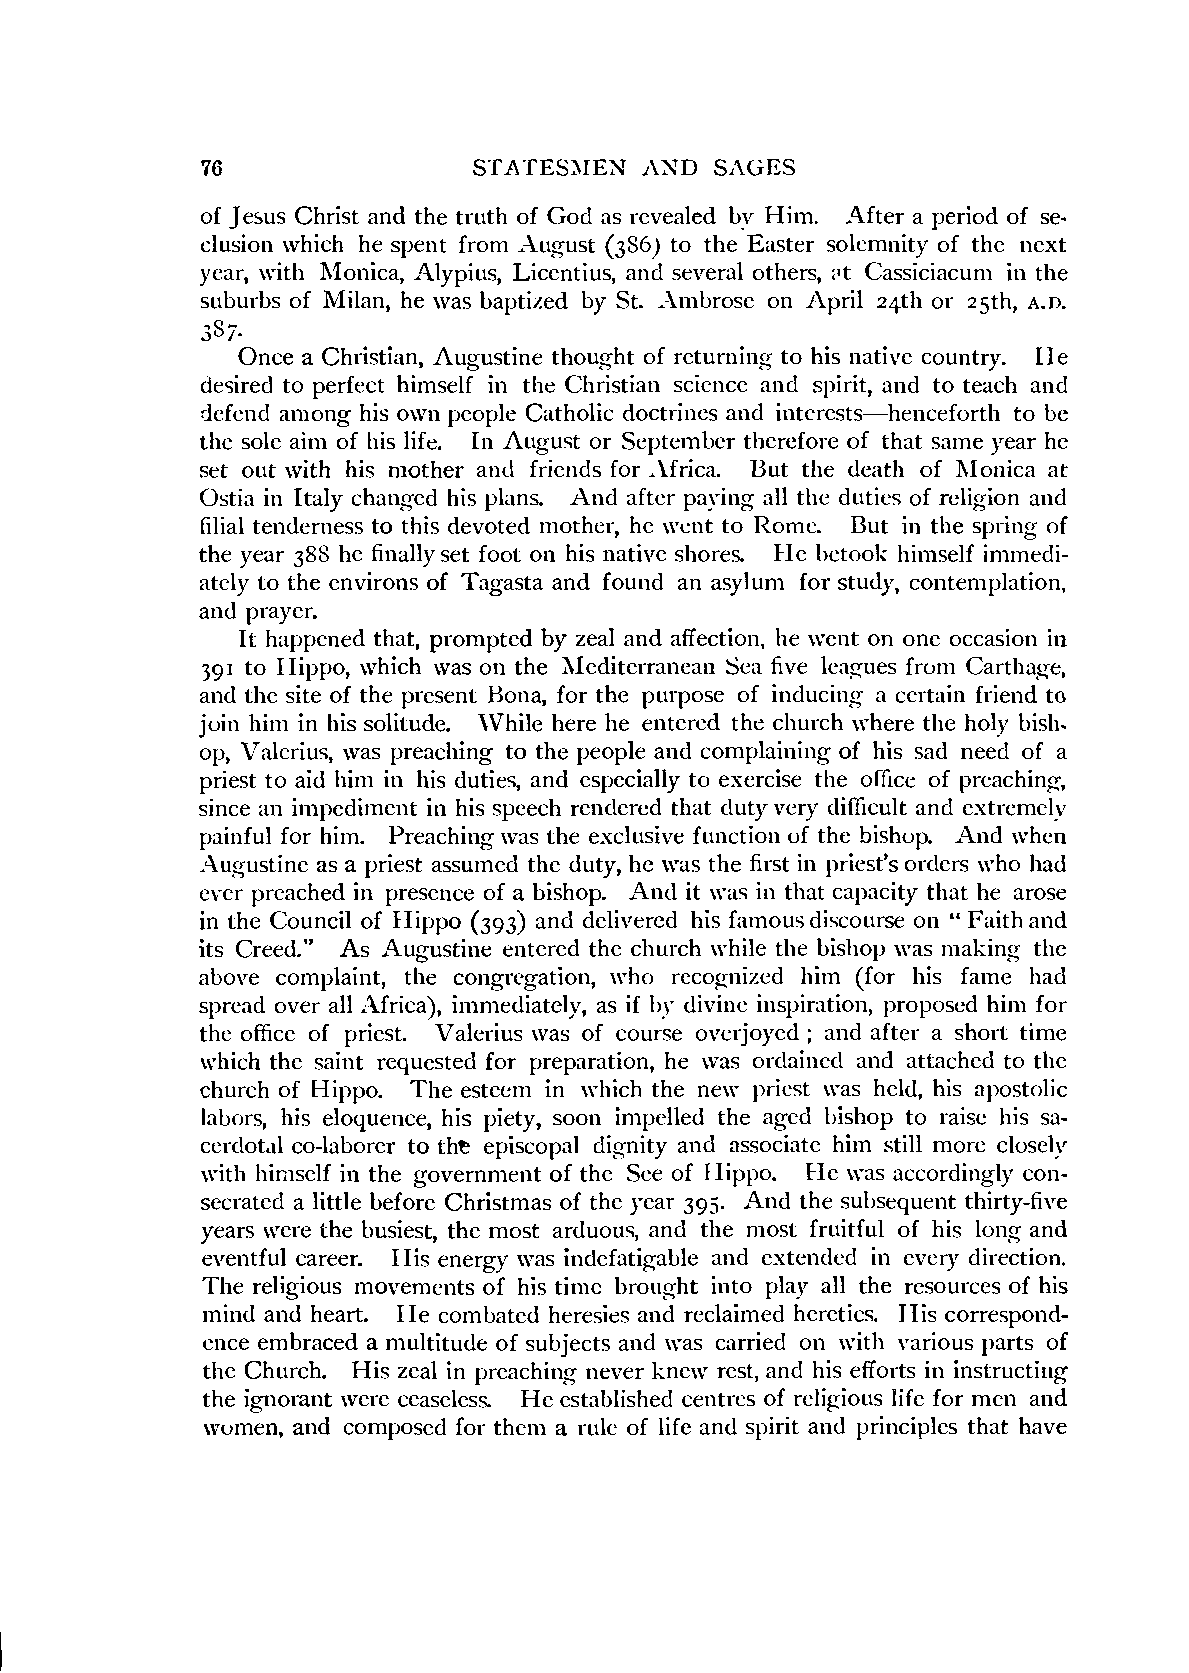 76 STATESMEN AND SAGES
of Jesus Christ and the truth of God as revealed by Him. After a period of se-
clusion which he spent from August (386) to the Easter solemnity of the next
year, with Monica, Alypius, Licentius, and several others, at Cassiciacum in the
suburbs of Milan, he was baptized by St. Ambrose on April 24th or 25th, A.D.
387.
Once a Christian, Augustine thought of returning to his native country. He
desired to perfect himself in the Christian science and spirit, and to teach and
defend among his own people Catholic doctrines and interests—henceforth to be
the sole aim of his life. In August or September therefore of that same year he
set out with his mother and friends for Africa. But the death of Monica at
Ostia in Italy changed his plans. And after paying all the duties of religion and
filial tenderness to this devoted mother, he went to Rome. But in the spring of
the year 388 he finally set foot on his native shores. He betook himself immedi-
ately to the environs of Tagasta and found an asylum for study, contemplation,
and prayer.
It happened that, prompted by zeal and affection, he went on one occasion in
391 to Hippo, which was on the Mediterranean Sea five leagues from Carthage,
and the site of the present Bona, for the purpose of inducing a certain friend to
join him in his solitude. While here he entered the church where the holy bish-
op, Valerius, was preaching to the people and complaining of his sad need of a
priest to aid him in his duties, and especially to exercise the office of preaching,
since an impediment in his speech rendered that duty very difficult and extremely
painful for him. Preaching was the exclusive function of the bishop. And when
Augustine as a priest assumed the duty, he was the first in priest's orders who had
ever preached in presence of a bishop. And it was in that capacity that he arose
in the Council of Hippo (393) and delivered his famous discourse on “Faith and
its Creed.” As Augustine entered the church while the bishop was making the
above complaint, the congregation, who recognized him (for his fame had
spread over all Africa), immediately, as if by divine inspiration, proposed him for
the office of priest. Valerius was of course overjoyed; and after a short time
which the saint requested for preparation, he was ordained and attached to the
church of Hippo. The esteem in which the new priest was held, his apostolic
labors, his eloquence, his piety, soon impelled the aged bishop to raise his sa-
cerdotal co-laborer to the episcopal dignity and associate him still more closely
with himself in the government of the See of Hippo. He was accordingly con-
secrated a little before Christmas of the year 395. And the subsequent thirty-five
years were the busiest, the most arduous, and the most fruitful of his long and
eventful career. His energy was indefatigable and extended in every direction.
The religious movements of his time brought into play all the resources of his
mind and heart. He combated heresies and reclaimed heretics. His correspond-
ence embraced a multitude of subjects and was carried on with various parts of
the Church. His zeal in preaching never knew rest, and his efforts in instructing
the ignorant were ceaseless. He established centres of religious life for men and
women, and composed for them a rule of life and spirit and principles that have